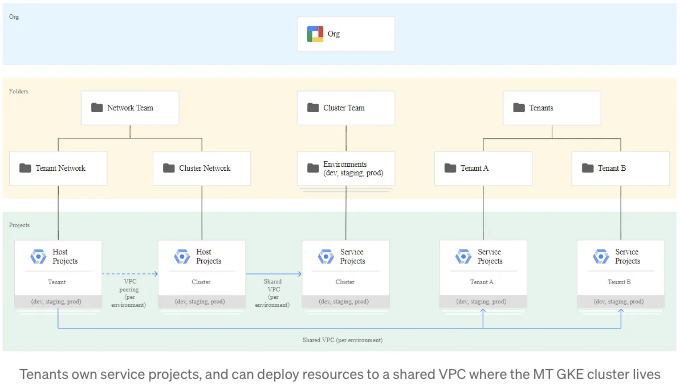 Org
Org
Folders
Network Team
Cluster Team
Tenants
Tenant Network
Cluster Network
Environments
(dev, staging, prod)
Tenant A
Tenant B
Projects
Host
Projects
Tenant
(dev, staging, prod)
VPC
peering
(per
environment)
Host
Projects
Cluster
(dev, staging, prod)
Shared
VPC
(per
environment)
Service
Projects
Cluster
(dev, staging, prod)
Service
Projects
Tenant A
(dev, staging, prod)
Service
Projects
Tenant B
(dev, staging, prod)
Shared VPC (per environment)
Tenants own service projects, and can deploy resources to a shared VPC where the MT GKE cluster lives